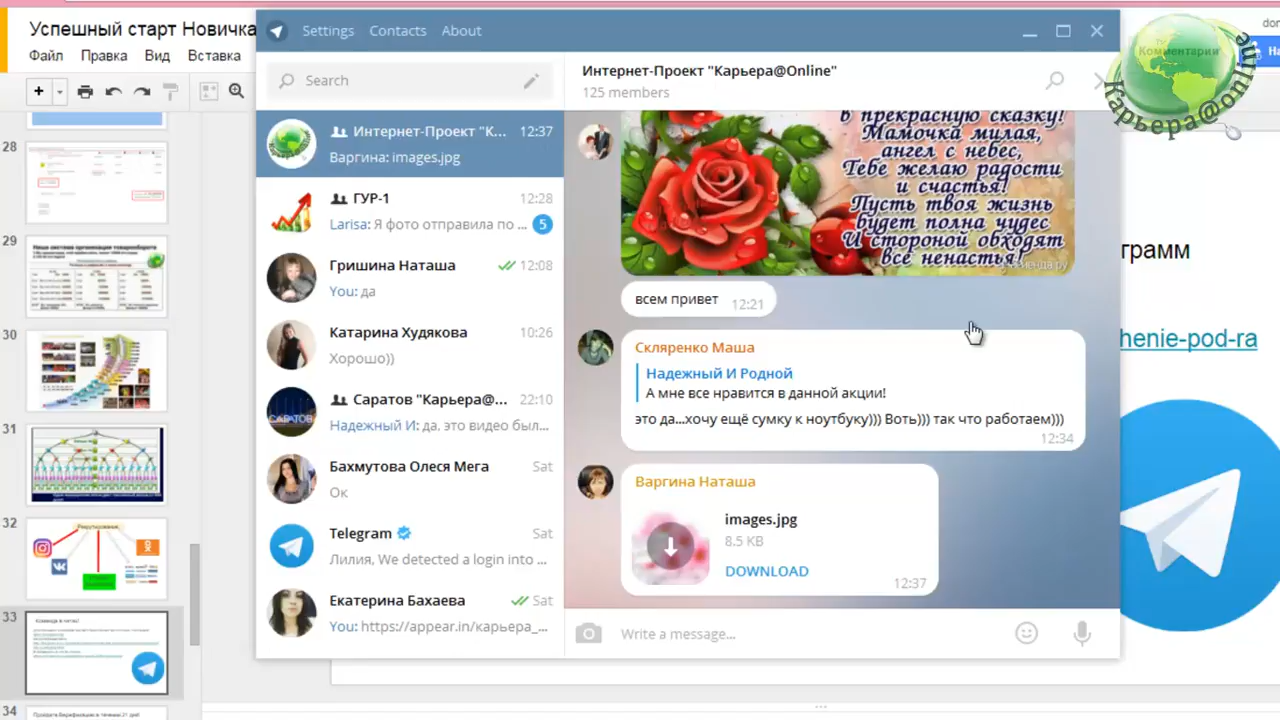 Успешный старт Новичка
Файл Правка Вид Вставка
28
29
30
31
32
33
34
Settings Contacts About
Search
Интернет-Проект "К... 12:37
Варгина: images.jpg
ГУР-1 12:28
Larisa: Я фото отправила по ... 5
Гришина Наташа 12:08
You: да
Катарина Худякова 10:26
Хорошо))
Саратов "Карьера@... 22:10
Надежный И: да, это видео был...
Бахмутова Олеся Мега Sat
Ок
Telegram Sat
Лилия, We detected a login into ...
Екатерина Бахаева Sat
You: https://appear.in/карьера_...
Интернет-Проект "Карьера@Online"
125 members
в прекрасную сказку!
Мамочка милая,
ангел с небес,
Тебе желаю радости
и счастья!
Пусть твоя жизнь
будет полна чудес
И стороной обходят
все ненастья!
всем привет 12:21
Скляренко Маша
Надежный И Родной
А мне все нравится в данной акции!
это да...хочу ещё сумку к ноутбуку))) Воть))) так что работаем)))
12:34
Варгина Наташа
images.jpg
8.5 KB
DOWNLOAD
12:37
Write a message...
Комментарии
Карьера@online
грамм
henie-pod-ra